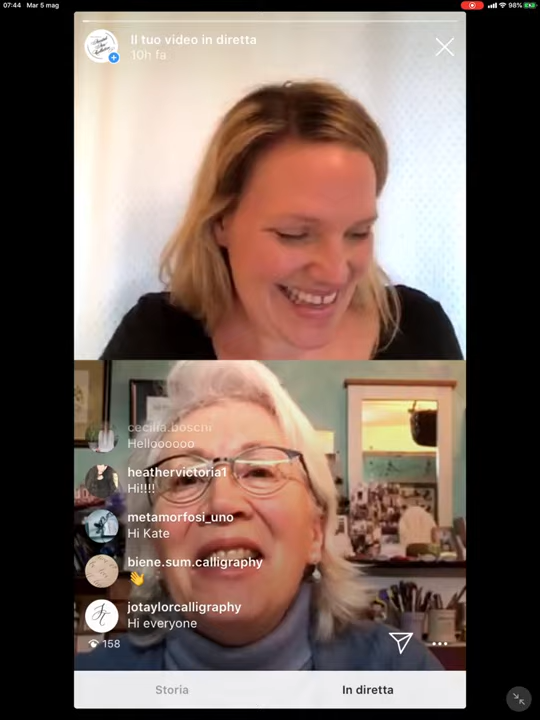 07:44 Mar 5 mag
98%
Il tuo video in diretta
10h fa
cecilia.boschi
Helloooooo
heathervictoria1
Hi!!!!
metamorfosi_uno
Hi Kate
biene.sum.calligraphy
👋
jotaylorcalligraphy
Hi everyone
158
Storia
In diretta